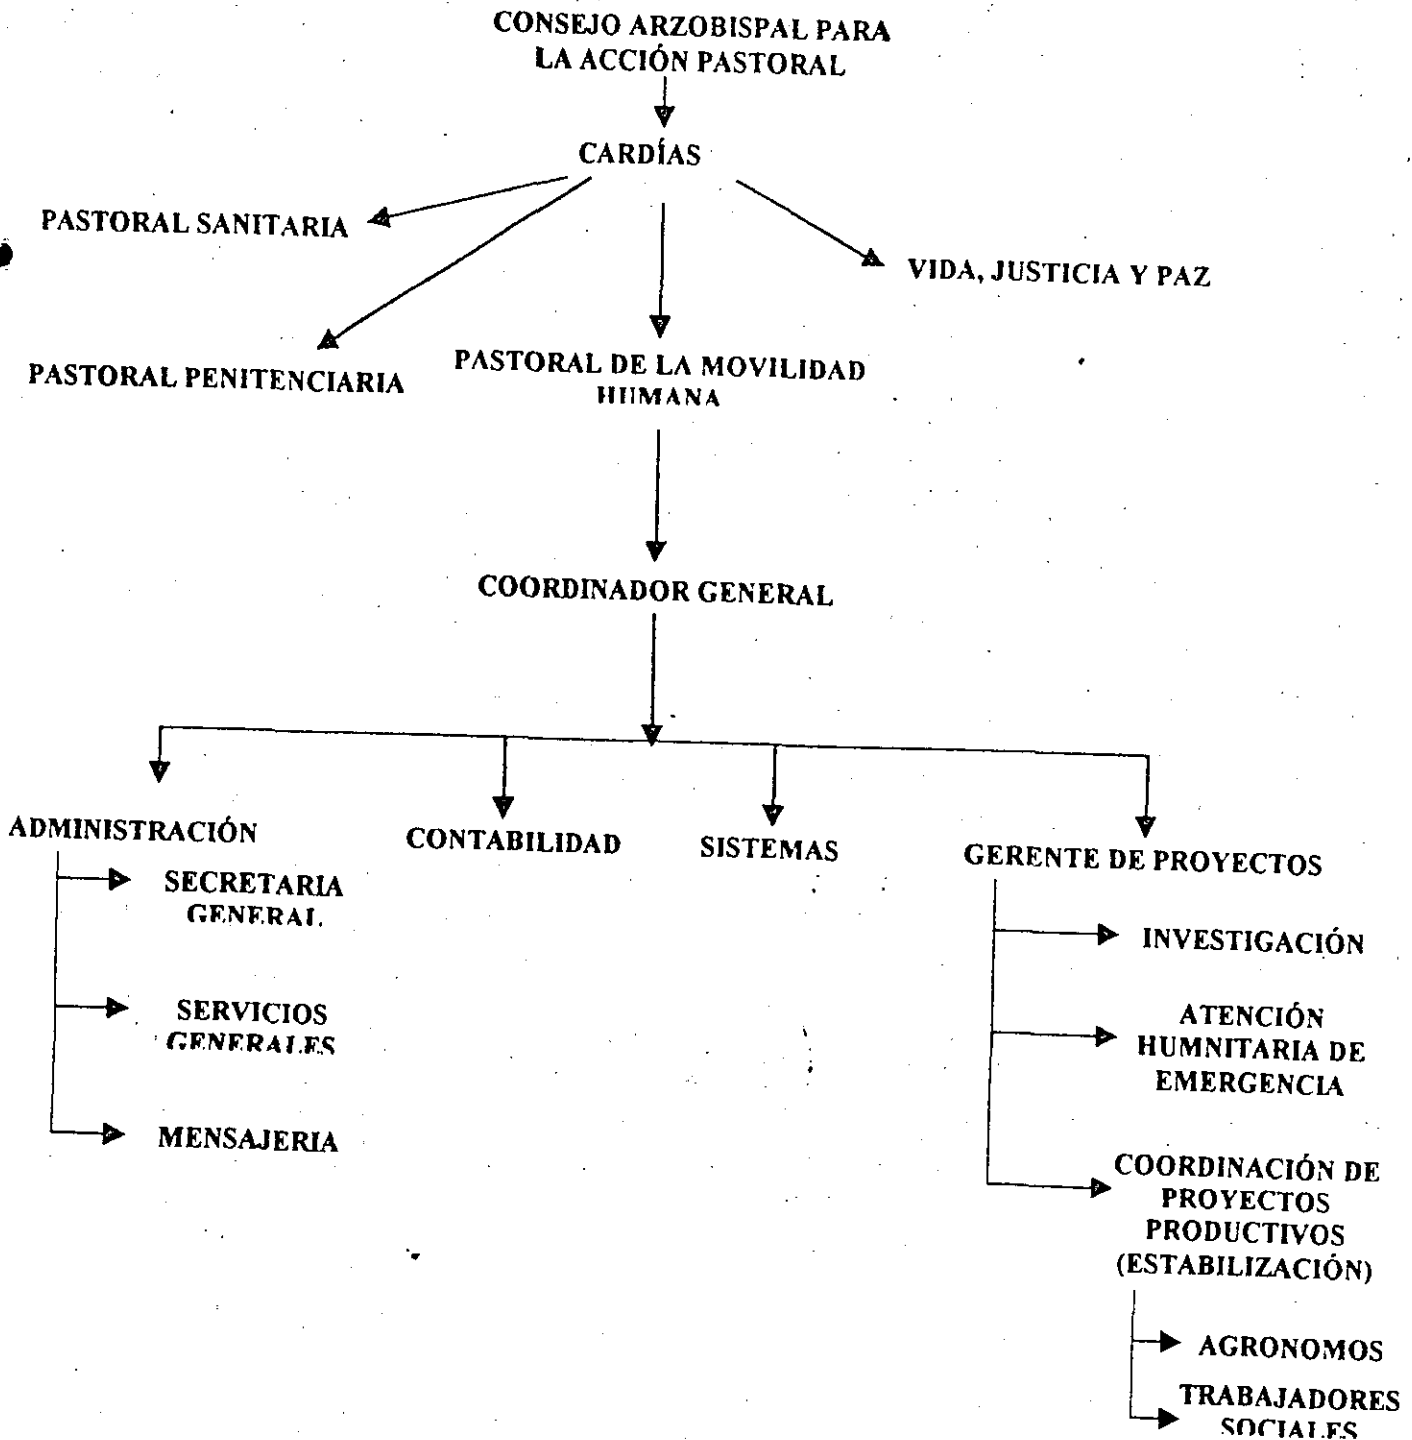 CONSEJO ARZOBISPAL PARA
LA ACCIÓN PASTORAL
CARDÍAS
PASTORAL SANITARIA
VIDA, JUSTICIA Y PAZ
PASTORAL PENITENCIARIA
PASTORAL DE LA MOVILIDAD
HUMANA
COORDINADOR GENERAL
ADMINISTRACIÓN
SECRETARIA
GENERAL
SERVICIOS
GENERALES
MENSAJERIA
CONTABILIDAD
SISTEMAS
GERENTE DE PROYECTOS
INVESTIGACIÓN
ATENCIÓN
HUMNITARIA DE
EMERGENCIA
COORDINACIÓN DE
PROYECTOS
PRODUCTIVOS
(ESTABILIZACIÓN)
AGRONOMOS
TRABAJADORES
SOCIALES